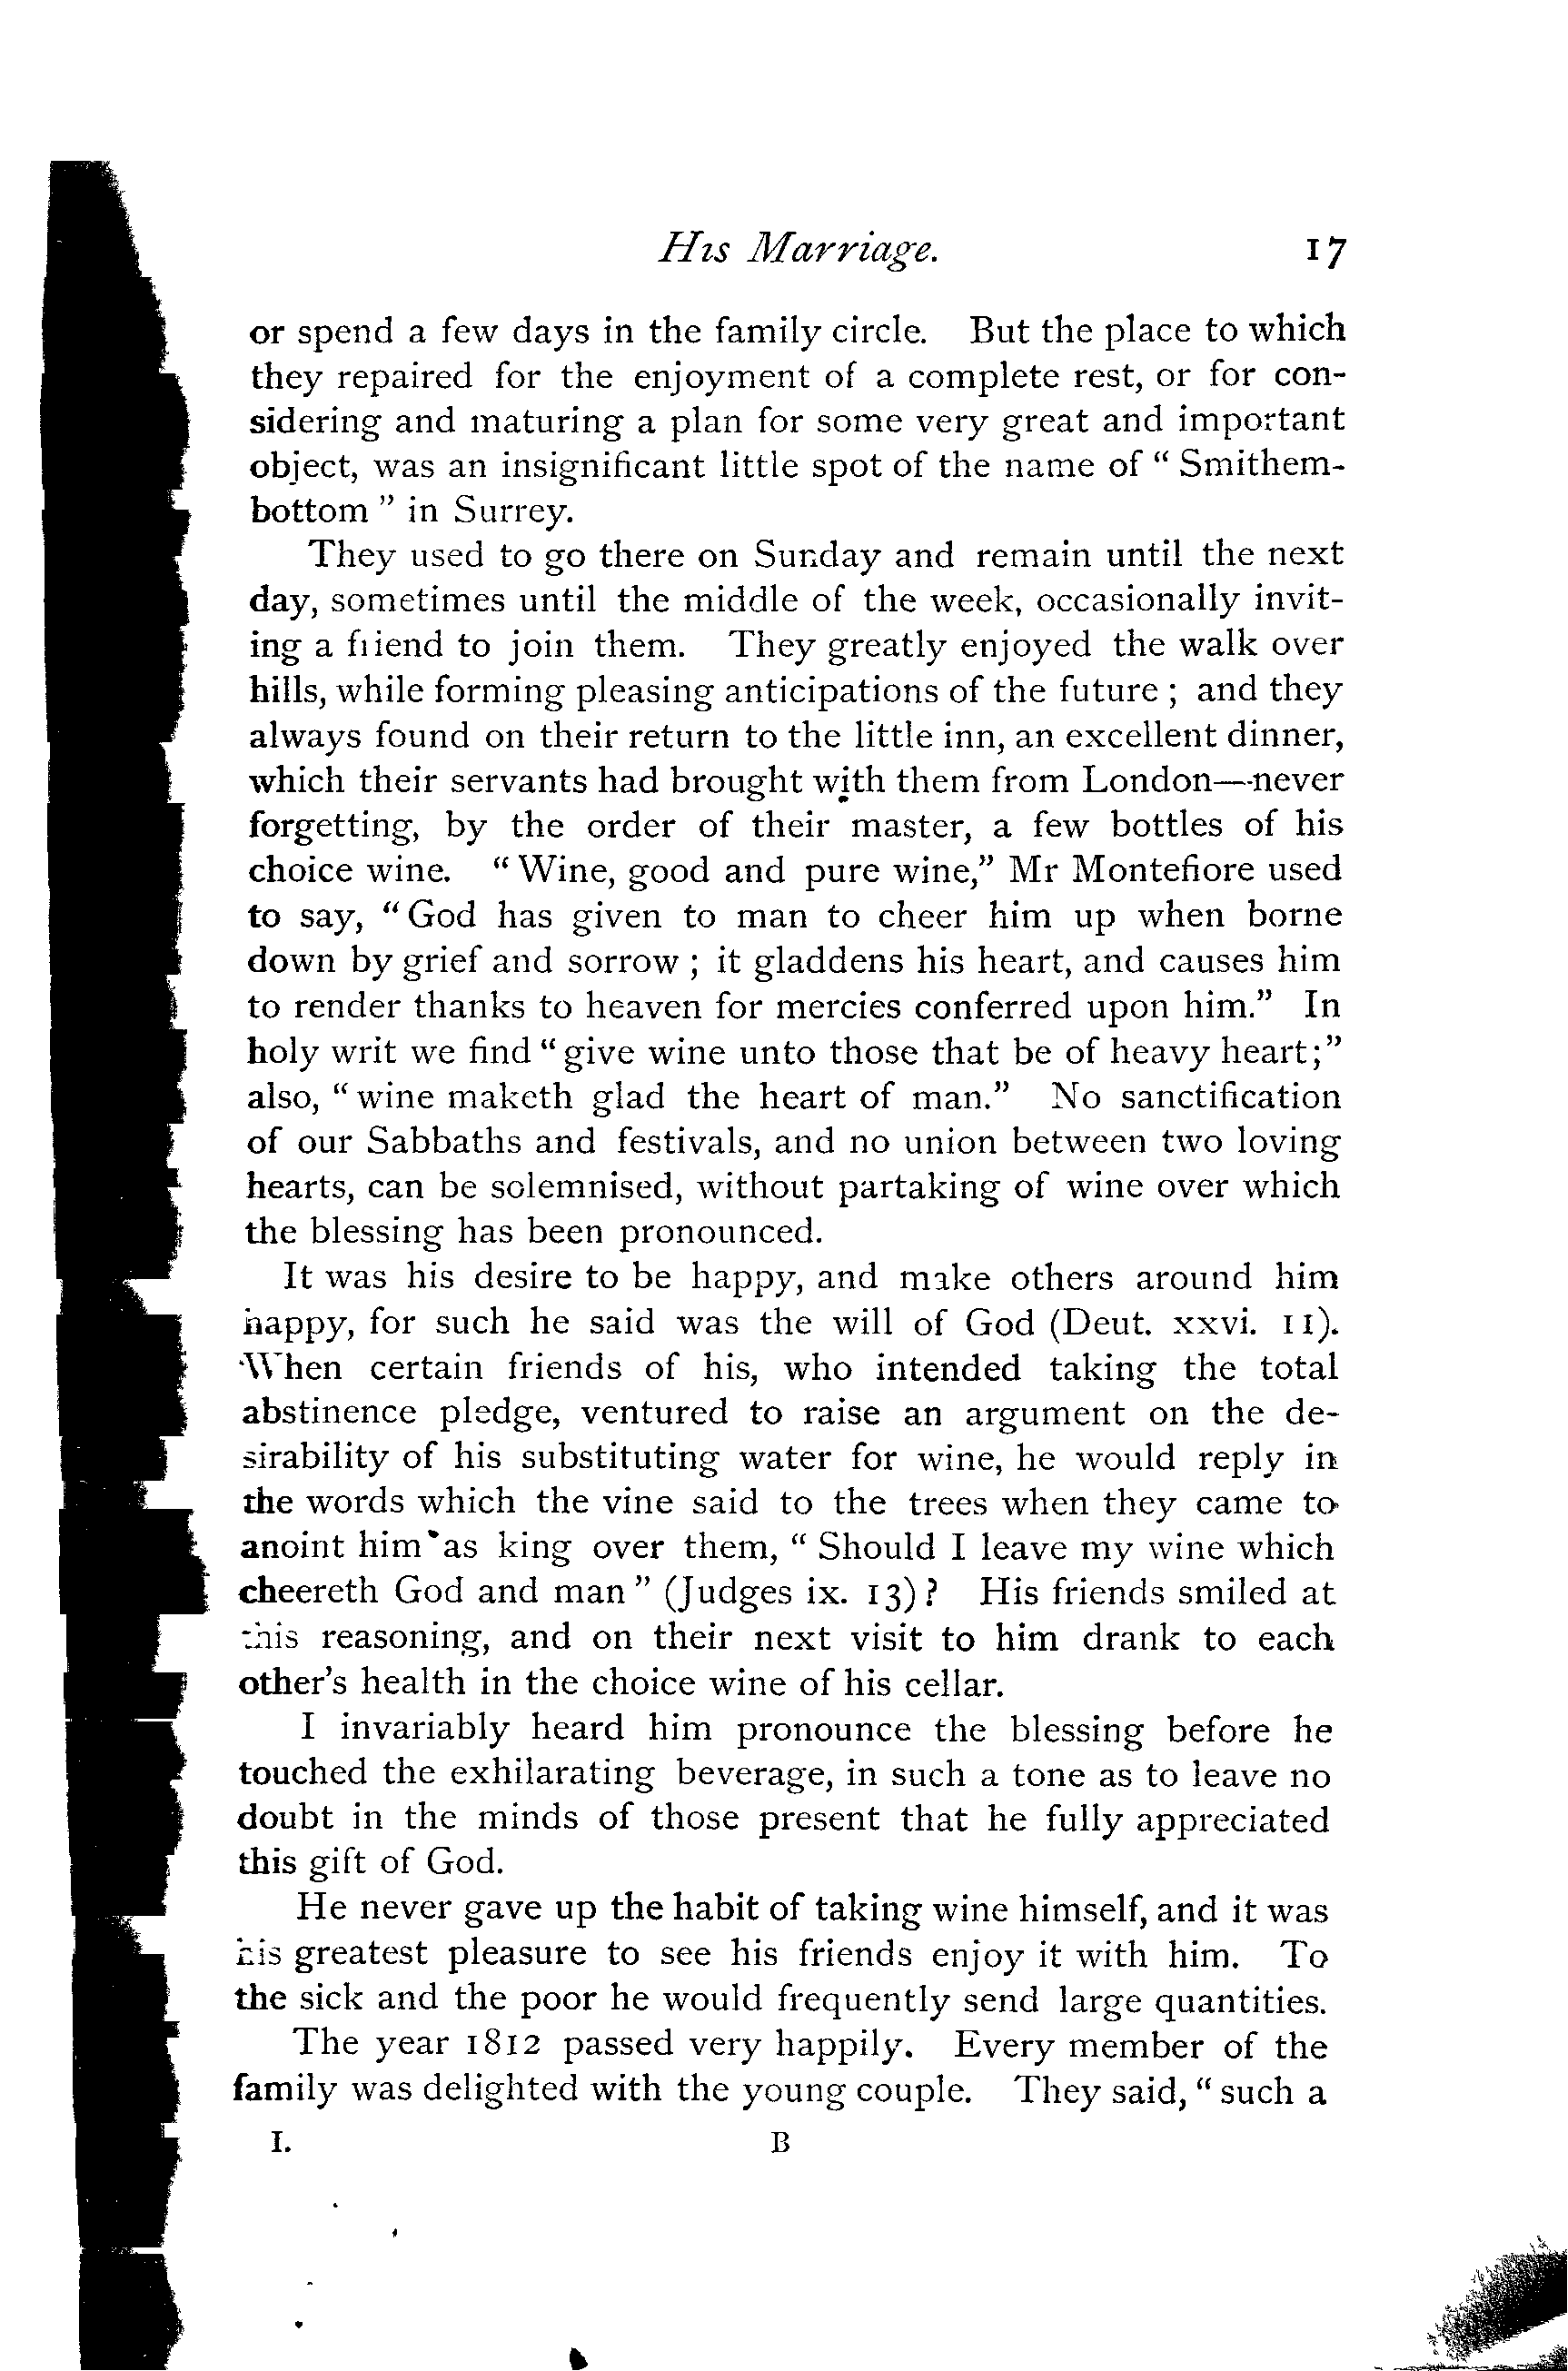 His Marriage. 17
or spend a few days in the family circle. But the place to which
they repaired for the enjoyment of a complete rest, or for con-
sidering and maturing a plan for some very great and important
object, was an insignificant little spot of the name of “ Smithem-
bottom ” in Surrey.
They used to go there on Sunday and remain until the next
day, sometimes until the middle of the week, occasionally invit-
ing a friend to join them. They greatly enjoyed the walk over
hills, while forming pleasing anticipations of the future ; and they
always found on their return to the little inn, an excellent dinner,
which their servants had brought with them from London—never
forgetting, by the order of their master, a few bottles of his
choice wine. “ Wine, good and pure wine,” Mr Montefiore used
to say, “ God has given to man to cheer him up when borne
down by grief and sorrow ; it gladdens his heart, and causes him
to render thanks to heaven for mercies conferred upon him.” In
holy writ we find “ give wine unto those that be of heavy heart ;”
also, “ wine maketh glad the heart of man.” No sanctification
of our Sabbaths and festivals, and no union between two loving
hearts, can be solemnised, without partaking of wine over which
the blessing has been pronounced.
It was his desire to be happy, and make others around him
happy, for such he said was the will of God (Deut. xxvi. 11).
When certain friends of his, who intended taking the total
abstinence pledge, ventured to raise an argument on the de-
sirability of his substituting water for wine, he would reply in
the words which the vine said to the trees when they came to
anoint him as king over them, “ Should I leave my wine which
cheereth God and man ” (Judges ix. 13) ? His friends smiled at
this reasoning, and on their next visit to him drank to each
other’s health in the choice wine of his cellar.
I invariably heard him pronounce the blessing before he
touched the exhilarating beverage, in such a tone as to leave no
doubt in the minds of those present that he fully appreciated
this gift of God.
He never gave up the habit of taking wine himself, and it was
his greatest pleasure to see his friends enjoy it with him. To
the sick and the poor he would frequently send large quantities.
The year 1812 passed very happily. Every member of the
family was delighted with the young couple. They said, “ such a
I. B